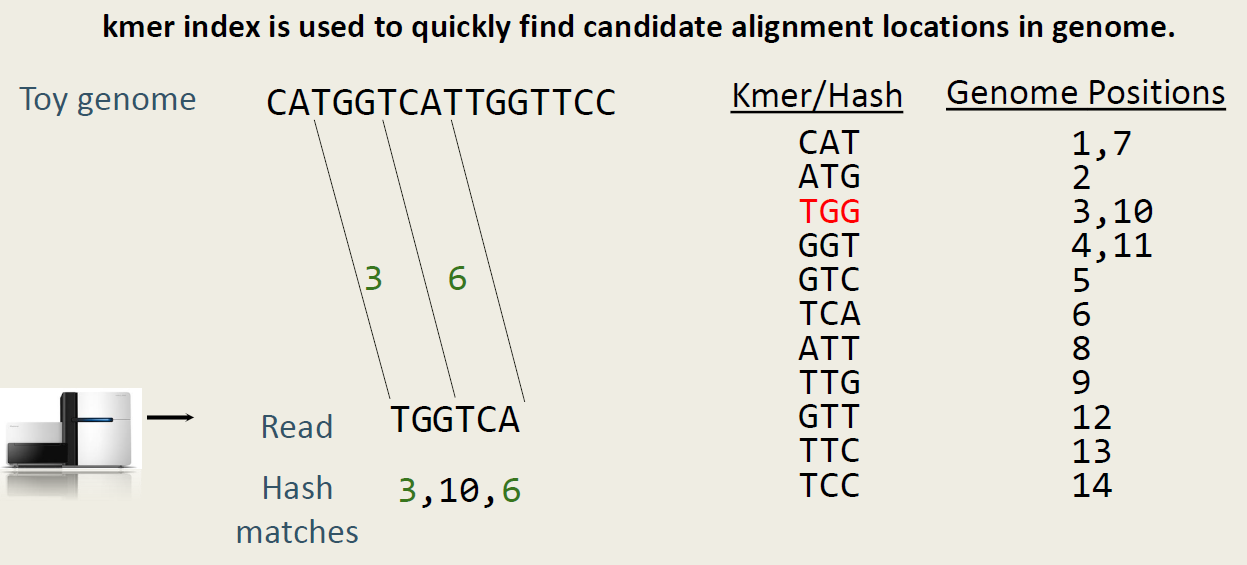 kmer index is used to quickly find candidate alignment locations in genome.
Toy genome
CATGGTCATTGGTTCC
3 6
Read
TGGTCA
Hash
matches
3,10,6
Kmer/Hash Genome Positions
CAT 1,7
ATG 2
TGG 3,10
GGT 4,11
GTC 5
TCA 6
ATT 8
TTG 9
GTT 12
TTC 13
TCC 14